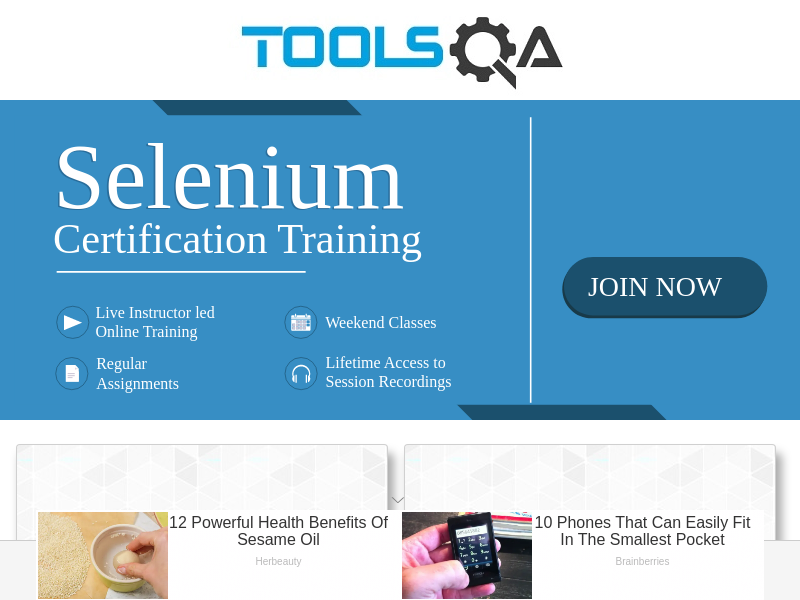 TOOLSQA
Selenium
Certification Training
Live Instructor led
Online Training
Weekend Classes
Regular
Assignments
Lifetime Access to
Session Recordings
JOIN NOW
12 Powerful Health Benefits Of
Sesame Oil
Herbeauty
10 Phones That Can Easily Fit
In The Smallest Pocket
Brainberries